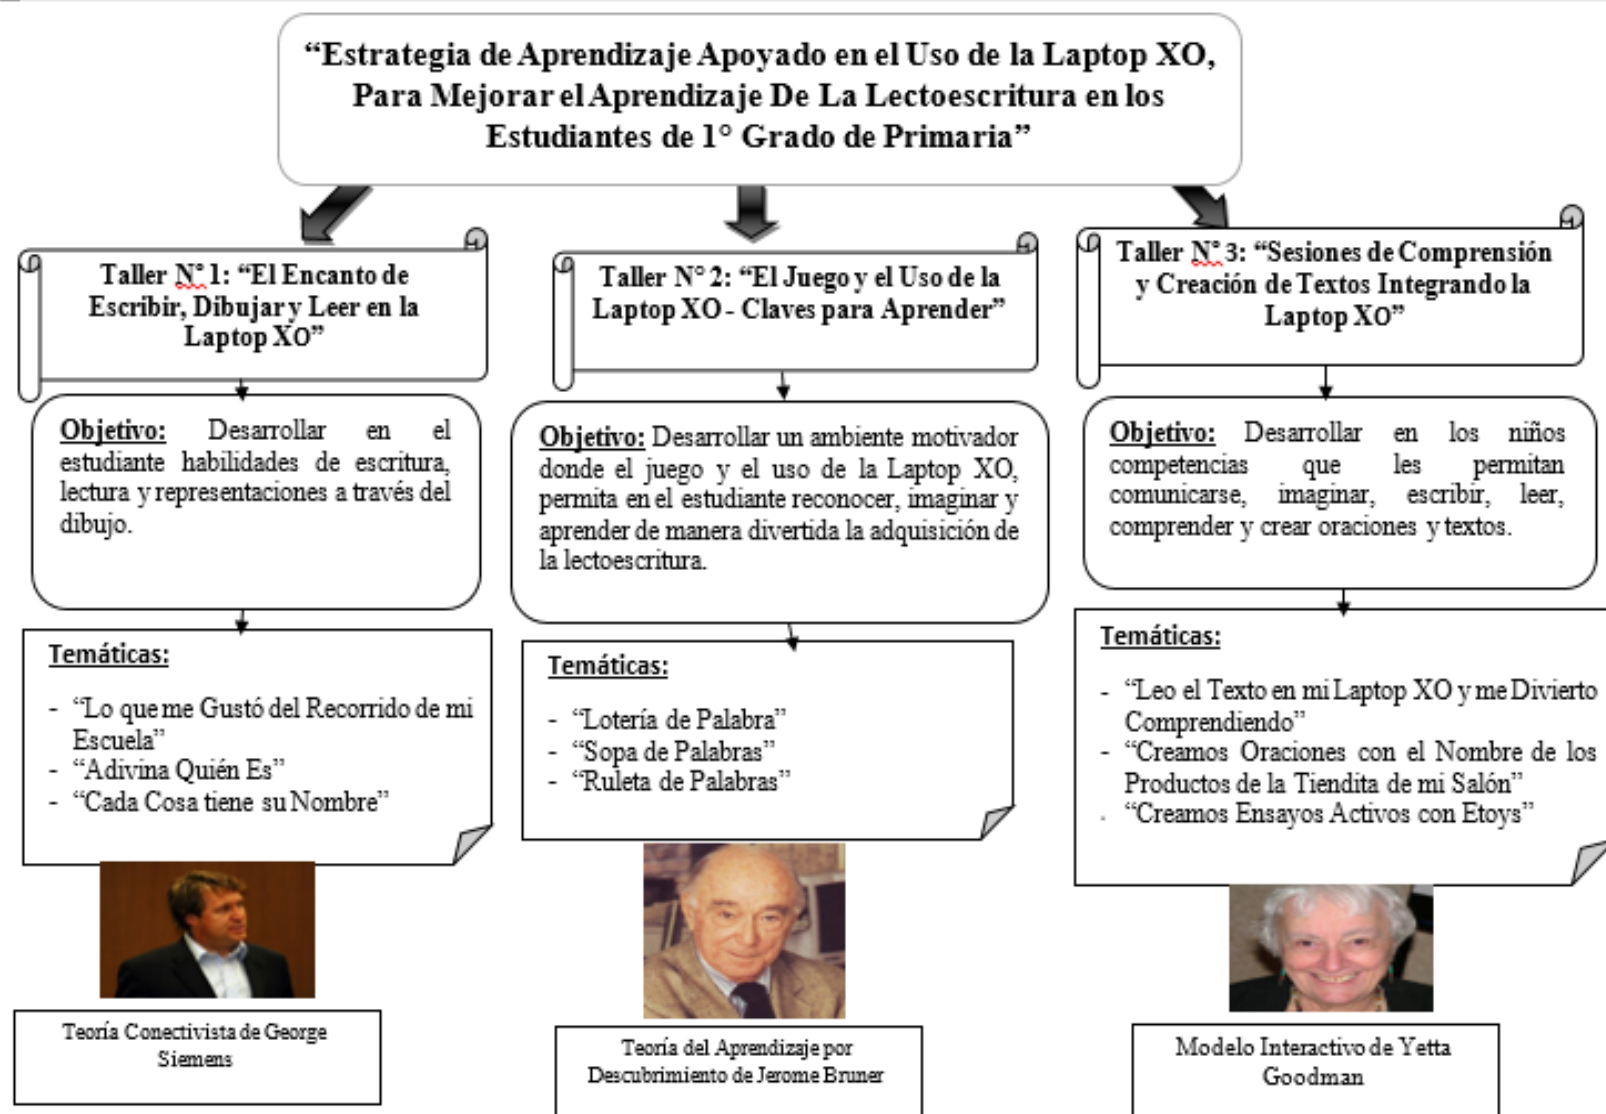 “Estrategia de Aprendizaje Apoyado en el Uso de la Laptop XO,
Para Mejorar el Aprendizaje De La Lectoescritura en los
Estudiantes de 1° Grado de Primaria”
Taller N° 1: “El Encanto de
Escribir, Dibujar y Leer en la
Laptop XO”
Objetivo: Desarrollar en el
estudiante habilidades de escritura,
lectura y representaciones a través del
dibujo.
Temáticas:
- “Lo que me Gustó del Recorrido de mi
Escuela”
- “Adivina Quién Es”
- “Cada Cosa tiene su Nombre”
Teoría Conectivista de George
Siemens
Taller N° 2: “El Juego y el Uso de la
Laptop XO - Claves para Aprender”
Objetivo: Desarrollar un ambiente motivador
donde el juego y el uso de la Laptop XO,
permita en el estudiante reconocer, imaginar y
aprender de manera divertida la adquisición de
la lectoescritura.
Temáticas:
- “Lotería de Palabra”
- “Sopa de Palabras”
- “Ruleta de Palabras”
Teoría del Aprendizaje por
Descubrimiento de Jerome Bruner
Taller N° 3: “Sesiones de Comprensión
y Creación de Textos Integrando la
Laptop XO”
Objetivo: Desarrollar en los niños
competencias que les permitan
comunicarse, imaginar, escribir, leer,
comprender y crear oraciones y textos.
Temáticas:
- “Leo el Texto en mi Laptop XO y me Divierto
Comprendiendo”
- “Creamos Oraciones con el Nombre de los
Productos de la Tiendita de mi Salón”
- “Creamos Ensayos Activos con Etoys”
Modelo Interactivo de Yetta
Goodman